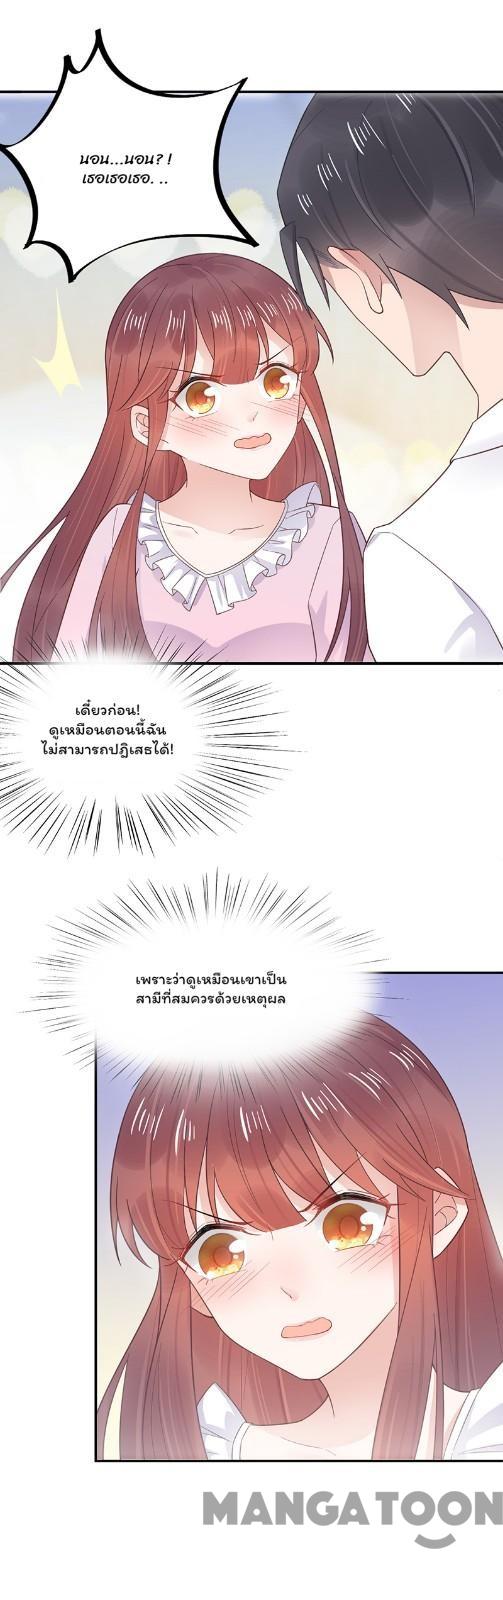 นอน...นอน?!
เธอเธอเธอ...
เดี๋ยวก่อน!
ดูเหมือนตอนนี้ฉัน
ไม่สามารถปฏิเสธได้!
เพราะว่าดูเหมือนเขาเป็น
สามีที่สมควรด้วยเหตุผล
MANGATOON